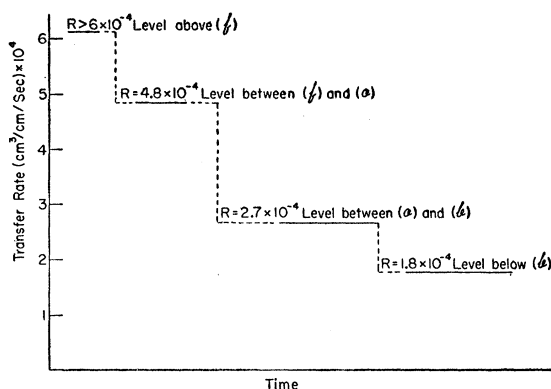 R>6×10⁻⁴ Level above (f)
6
R=4.8×10⁻⁴ Level between (f) and (a)
5
4
R=2.7×10⁻⁴ Level between (a) and (b)
3
2
R=1.8×10⁻⁴ Level below (b)
1
Transfer Rate (cm³/cm/Sec)×10⁴
Time